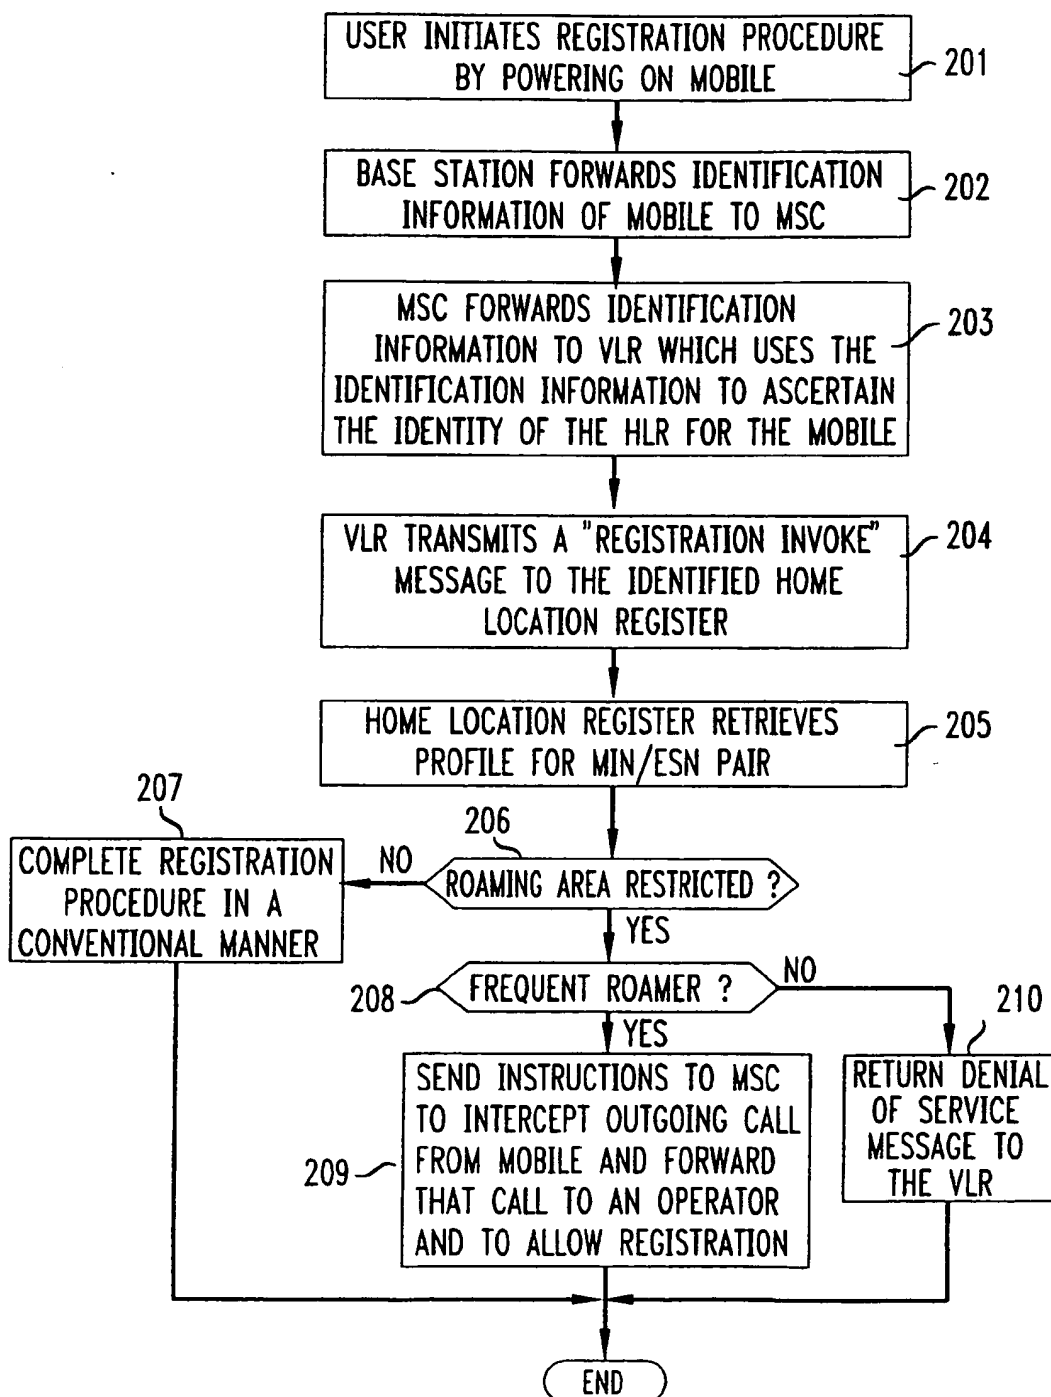 USER INITIATES REGISTRATION PROCEDURE
BY POWERING ON MOBILE
201
BASE STATION FORWARDS IDENTIFICATION
INFORMATION OF MOBILE TO MSC
202
MSC FORWARDS IDENTIFICATION
INFORMATION TO VLR WHICH USES THE
IDENTIFICATION INFORMATION TO ASCERTAIN
THE IDENTITY OF THE HLR FOR THE MOBILE
203
VLR TRANSMITS A "REGISTRATION INVOKE"
MESSAGE TO THE IDENTIFIED HOME
LOCATION REGISTER
204
HOME LOCATION REGISTER RETRIEVES
PROFILE FOR MIN/ESN PAIR
205
206
ROAMING AREA RESTRICTED ?
NO
207
COMPLETE REGISTRATION
PROCEDURE IN A
CONVENTIONAL MANNER
YES
208
FREQUENT ROAMER ?
NO
YES
209
SEND INSTRUCTIONS TO MSC
TO INTERCEPT OUTGOING CALL
FROM MOBILE AND FORWARD
THAT CALL TO AN OPERATOR
AND TO ALLOW REGISTRATION
210
RETURN DENIAL
OF SERVICE
MESSAGE TO
THE VLR
END